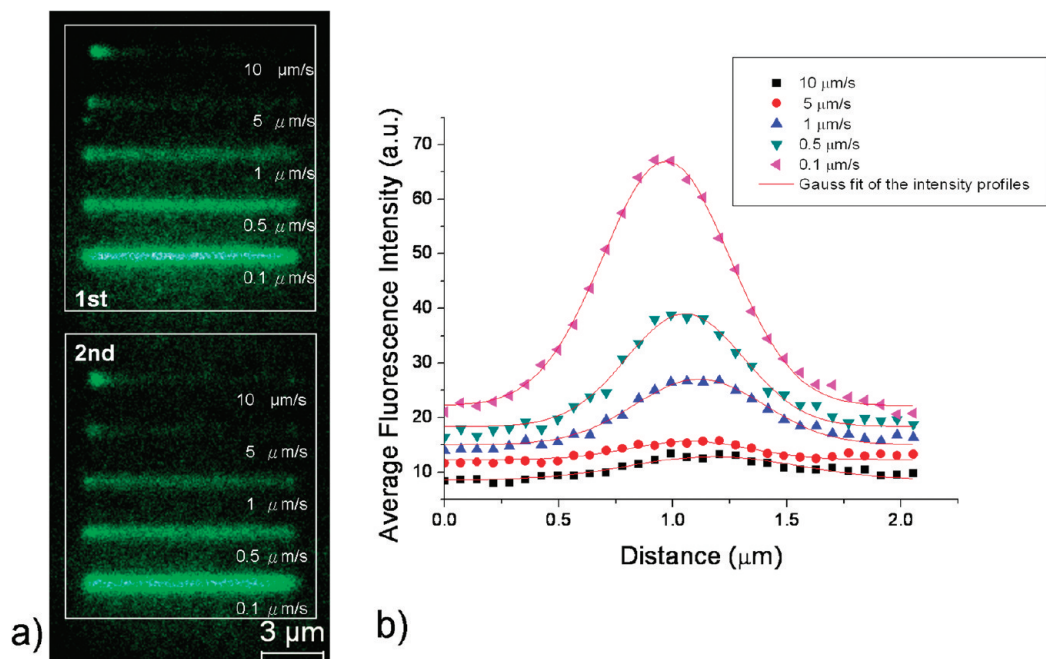 10 μm/s
5 μm/s
1 μm/s
0.5 μm/s
0.1 μm/s
1st
2nd
10 μm/s
5 μm/s
1 μm/s
0.5 μm/s
0.1 μm/s
3 μm
a)
10 μm/s
5 μm/s
1 μm/s
0.5 μm/s
0.1 μm/s
Gauss fit of the intensity profiles
Average Fluorescence Intensity (a.u.)
70
60
50
40
30
20
10
0.0 0.5 1.0 1.5 2.0
Distance (μm)
b)